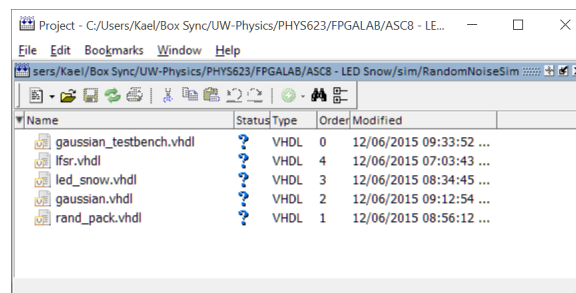 Project - C:/Users/Kael/Box Sync/UW-Physics/PHYS623/FPGALAB/ASC8 - LE...
File Edit Bookmarks Window Help
sers/Kael/Box Sync/UW-Physics/PHYS623/FPGALAB/ASC8 - LED Snow/sim/RandomNoiseSim
Name Status Type Order Modified
gaussian_testbench.vhdl ? VHDL 0 12/06/2015 09:33:52 ...
lfsr.vhdl ? VHDL 4 12/06/2015 07:03:43 ...
led_snow.vhdl ? VHDL 3 12/06/2015 08:34:45 ...
gaussian.vhdl ? VHDL 2 12/06/2015 09:12:54 ...
rand_pack.vhdl ? VHDL 1 12/06/2015 08:56:12 ...